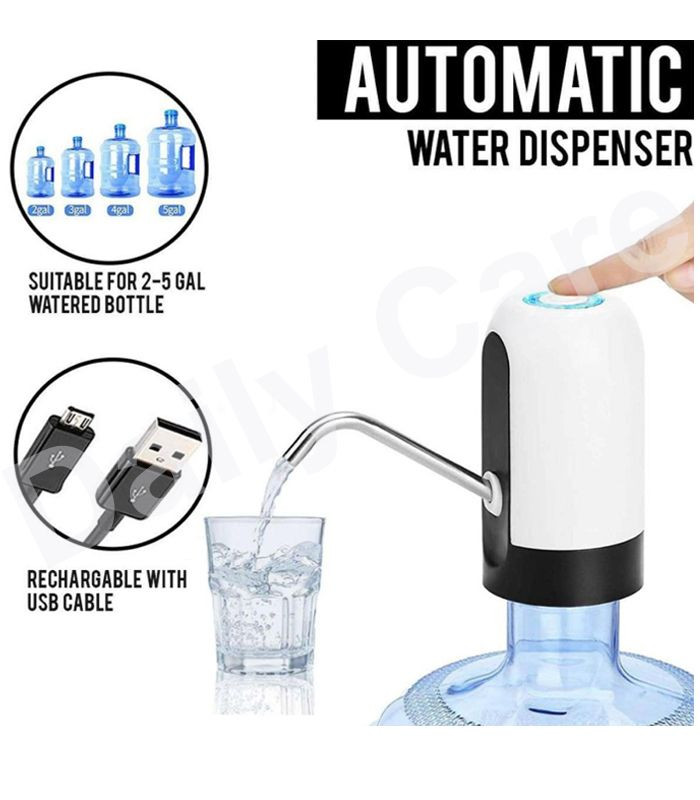 AUTOMATIC
WATER DISPENSER
2gal 3gal 4gal 5gal
SUITABLE FOR 2-5 GAL
WATERED BOTTLE
RECHARGABLE WITH
USB CABLE
Daily Care